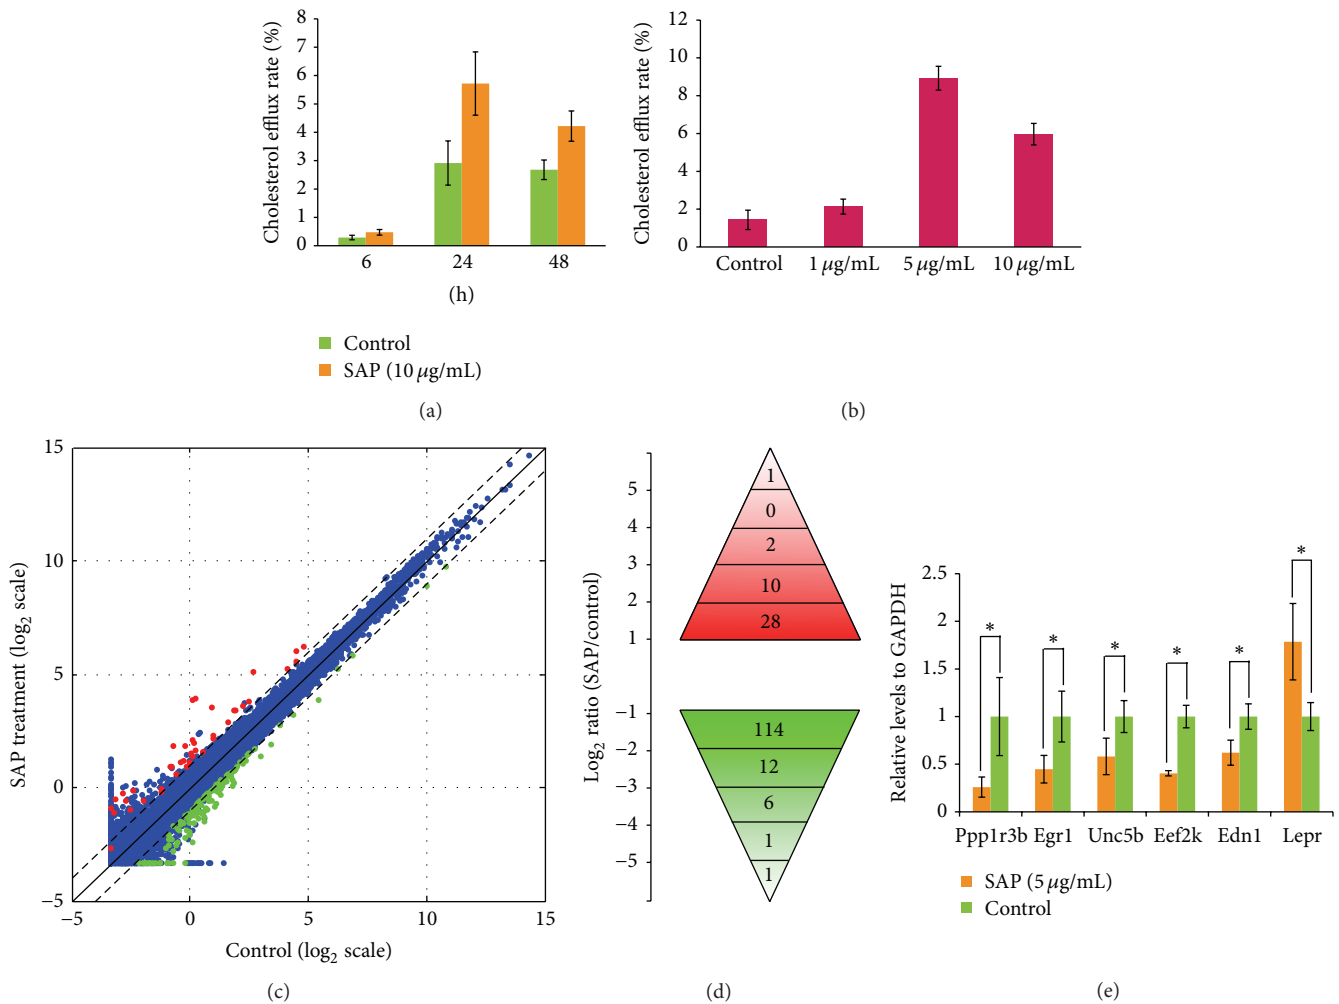 Cholesterol efflux rate (%)
8
7
6
5
4
3
2
1
0
6 24 48
(h)
Control
SAP (10 μg/mL)
(a)
Cholesterol efflux rate (%)
12
10
8
6
4
2
0
Control 1 μg/mL 5 μg/mL 10 μg/mL
(b)
SAP treatment (log₂ scale)
15
10
5
0
−5
−5 0 5 10 15
Control (log₂ scale)
(c)
Log₂ ratio (SAP/control)
5
4
3
2
1
−1
−2
−3
−4
−5
1
0
2
10
28
114
12
6
1
1
(d)
Relative levels to GAPDH
2.5
2
1.5
1
0.5
0
* * * * * *
Ppp1r3b Egr1 Unc5b Eef2k Edn1 Lepr
SAP (5 μg/mL)
Control
(e)